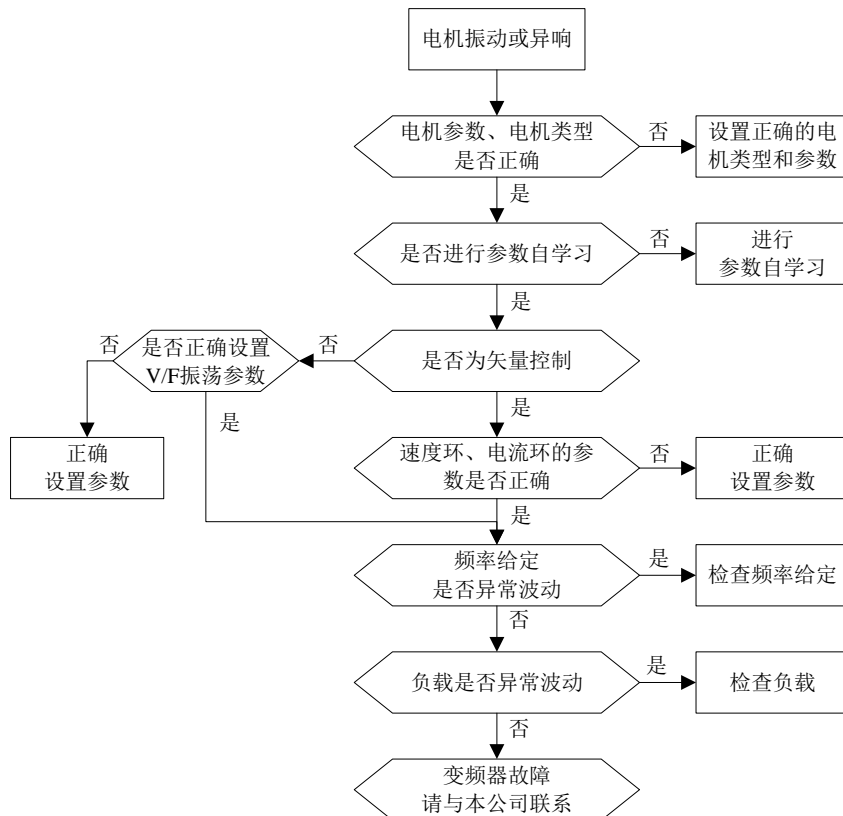 电机振动或异响
电机参数、电机类型
是否正确
否
设置正确的电
机类型和参数
是
是否进行参数自学习
否
进行
参数自学习
是
否
是否正确设置
V/F振荡参数
否
是否为矢量控制
是
是
正确
设置参数
速度环、电流环的参
数是否正确
否
正确
设置参数
是
频率给定
是否异常波动
是
检查频率给定
否
负载是否异常波动
是
检查负载
否
变频器故障
请与本公司联系